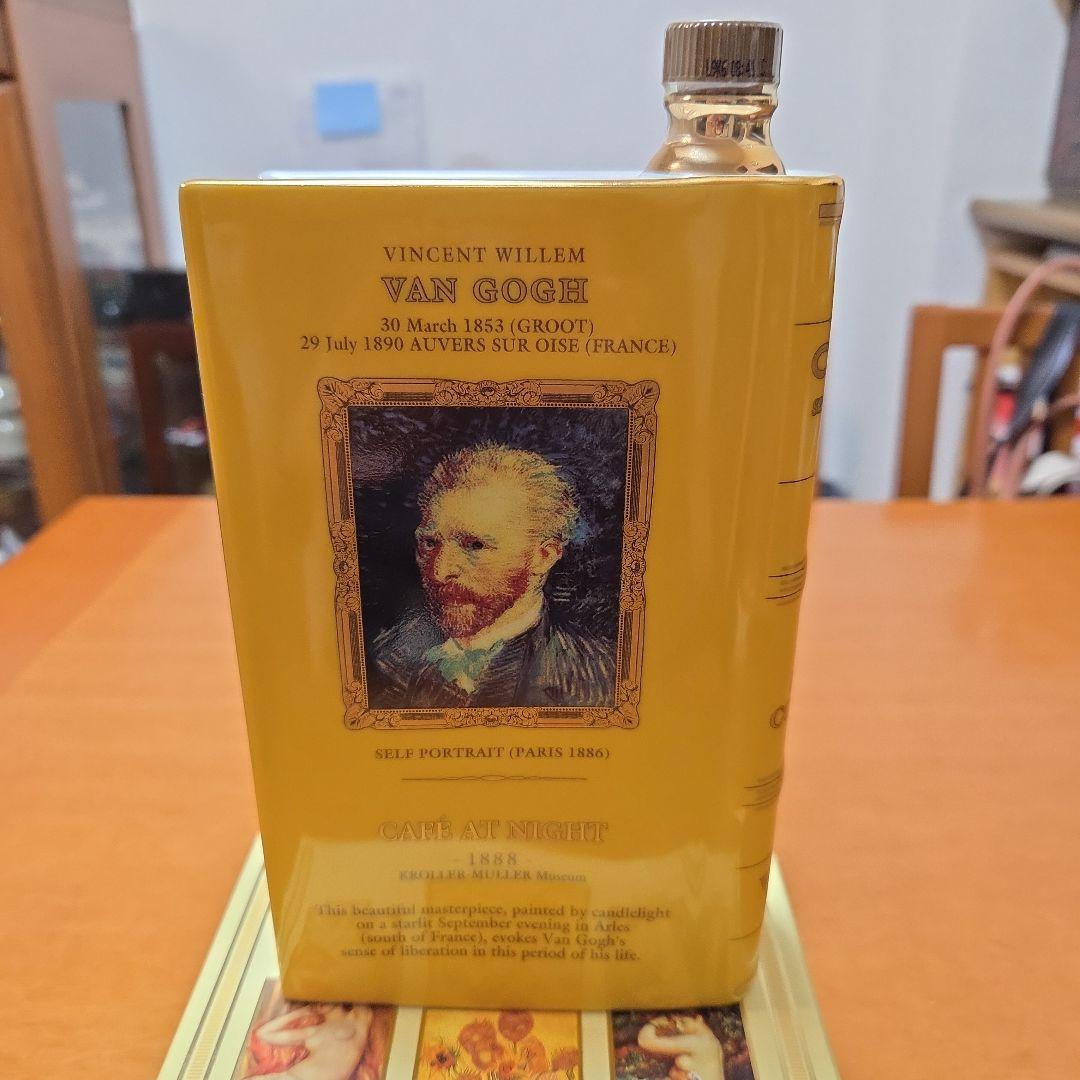 VINCENT WILLEM
VAN GOGH
30 March 1853 (GROOT)
29 July 1890 AUVERS SUR OISE (FRANCE)
SELF PORTRAIT (PARIS 1886)
CAFÉ AT NIGHT
- 1888 -
KROLLER-MULLER Museum
This beautiful masterpiece, painted by candlelight
on a starlit September evening in Arles
(south of France), evokes Van Gogh's
sense of liberation in this period of his life.